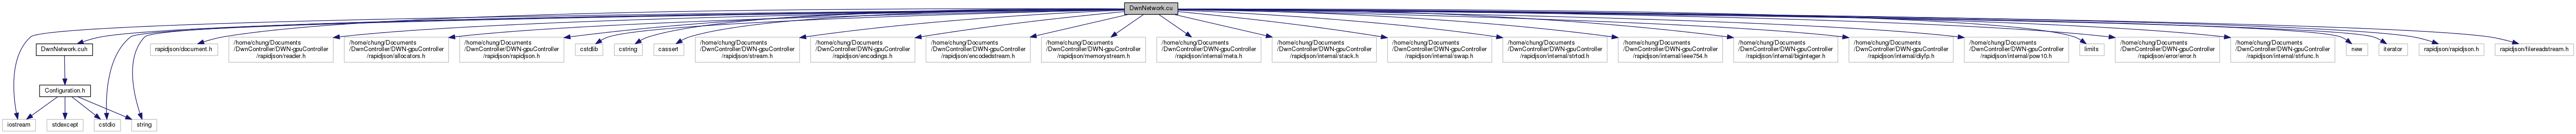 DwnNetwork.cu
DwnNetwork.cuh
rapidjson/document.h
/home/chung/Documents
/DwnController/DWN-gpuController
/rapidjson/reader.h
/home/chung/Documents
/DwnController/DWN-gpuController
/rapidjson/allocators.h
/home/chung/Documents
/DwnController/DWN-gpuController
/rapidjson/rapidjson.h
cstdlib
cstring
cassert
/home/chung/Documents
/DwnController/DWN-gpuController
/rapidjson/stream.h
/home/chung/Documents
/DwnController/DWN-gpuController
/rapidjson/encodings.h
/home/chung/Documents
/DwnController/DWN-gpuController
/rapidjson/encodedstream.h
/home/chung/Documents
/DwnController/DWN-gpuController
/rapidjson/memorystream.h
/home/chung/Documents
/DwnController/DWN-gpuController
/rapidjson/internal/meta.h
/home/chung/Documents
/DwnController/DWN-gpuController
/rapidjson/internal/stack.h
/home/chung/Documents
/DwnController/DWN-gpuController
/rapidjson/internal/swap.h
/home/chung/Documents
/DwnController/DWN-gpuController
/rapidjson/internal/strtod.h
/home/chung/Documents
/DwnController/DWN-gpuController
/rapidjson/internal/ieee754.h
/home/chung/Documents
/DwnController/DWN-gpuController
/rapidjson/internal/biginteger.h
/home/chung/Documents
/DwnController/DWN-gpuController
/rapidjson/internal/diyfp.h
/home/chung/Documents
/DwnController/DWN-gpuController
/rapidjson/internal/pow10.h
limits
/home/chung/Documents
/DwnController/DWN-gpuController
/rapidjson/error/error.h
/home/chung/Documents
/DwnController/DWN-gpuController
/rapidjson/internal/strfunc.h
new
iterator
rapidjson/rapidjson.h
rapidjson/filereadstream.h
Configuration.h
iostream
stdexcept
cstdio
string